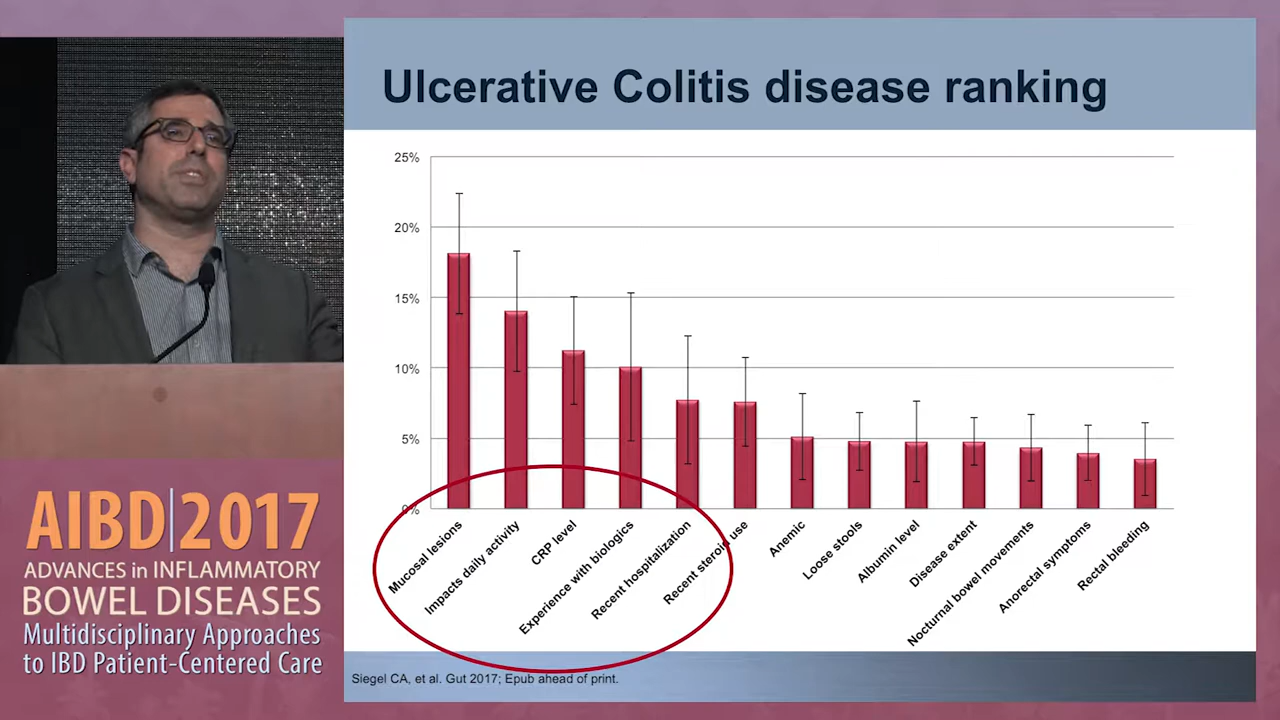 Ulcerative Colitis disease ranking
25%
20%
15%
10%
5%
0%
Mucosal lesions
Impacts daily activity
CRP level
Experience with biologics
Recent hospitalization
Recent steroid use
Anemic
Loose stools
Albumin level
Disease extent
Nocturnal bowel movements
Anorectal symptoms
Rectal bleeding
Siegel CA, et al. Gut 2017; Epub ahead of print.
AIBD|2017
ADVANCES in INFLAMMATORY
BOWEL DISEASES
Multidisciplinary Approaches
to IBD Patient-Centered Care